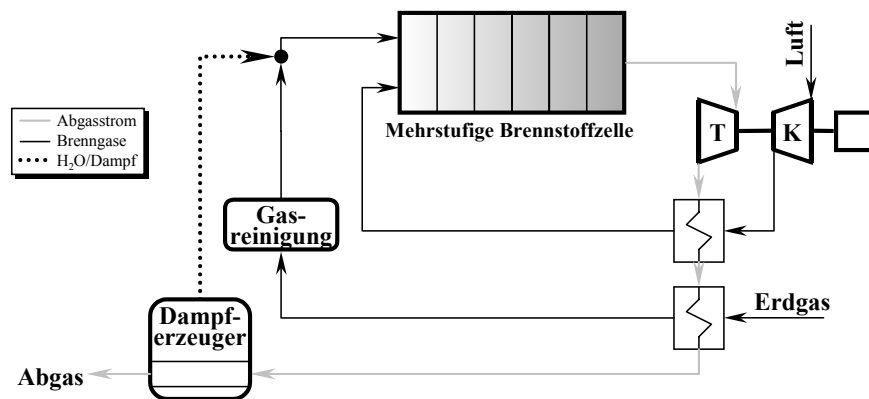 Luft
Abgasstrom
Brenngase
H₂O/Dampf
Mehrstufige Brennstoffzelle
T
K
Gas-
reinigung
Erdgas
Dampf-
erzeuger
Abgas